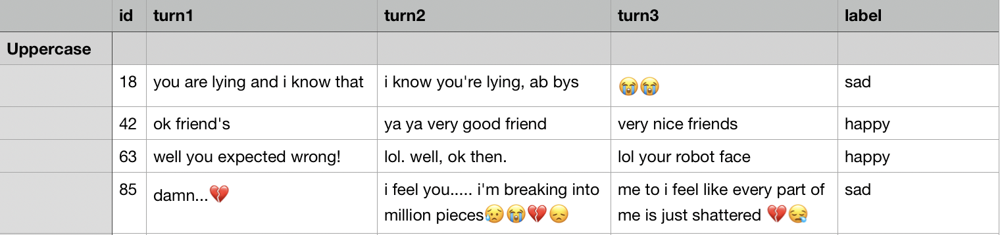 id turn1 turn2 turn3 label
Uppercase
18 you are lying and i know that i know you're lying, ab bys 😭😭 sad
42 ok friend's ya ya very good friend very nice friends happy
63 well you expected wrong! lol. well, ok then. lol your robot face happy
85 damn...💔 i feel you..... i'm breaking into me to i feel like every part of sad
million pieces😥😭💔😞 me is just shattered 💔😪